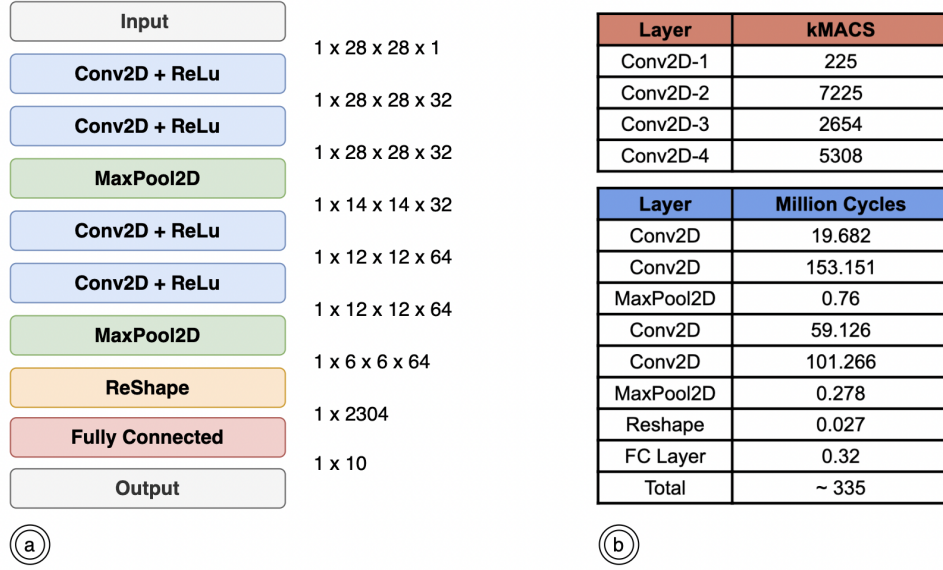 Input
1 x 28 x 28 x 1
Conv2D + ReLu
1 x 28 x 28 x 32
Conv2D + ReLu
1 x 28 x 28 x 32
MaxPool2D
1 x 14 x 14 x 32
Conv2D + ReLu
1 x 12 x 12 x 64
Conv2D + ReLu
1 x 12 x 12 x 64
MaxPool2D
1 x 6 x 6 x 64
ReShape
1 x 2304
Fully Connected
1 x 10
Output
a
Layer kMACS
Conv2D-1 225
Conv2D-2 7225
Conv2D-3 2654
Conv2D-4 5308
Layer Million Cycles
Conv2D 19.682
Conv2D 153.151
MaxPool2D 0.76
Conv2D 59.126
Conv2D 101.266
MaxPool2D 0.278
Reshape 0.027
FC Layer 0.32
Total ~ 335
b